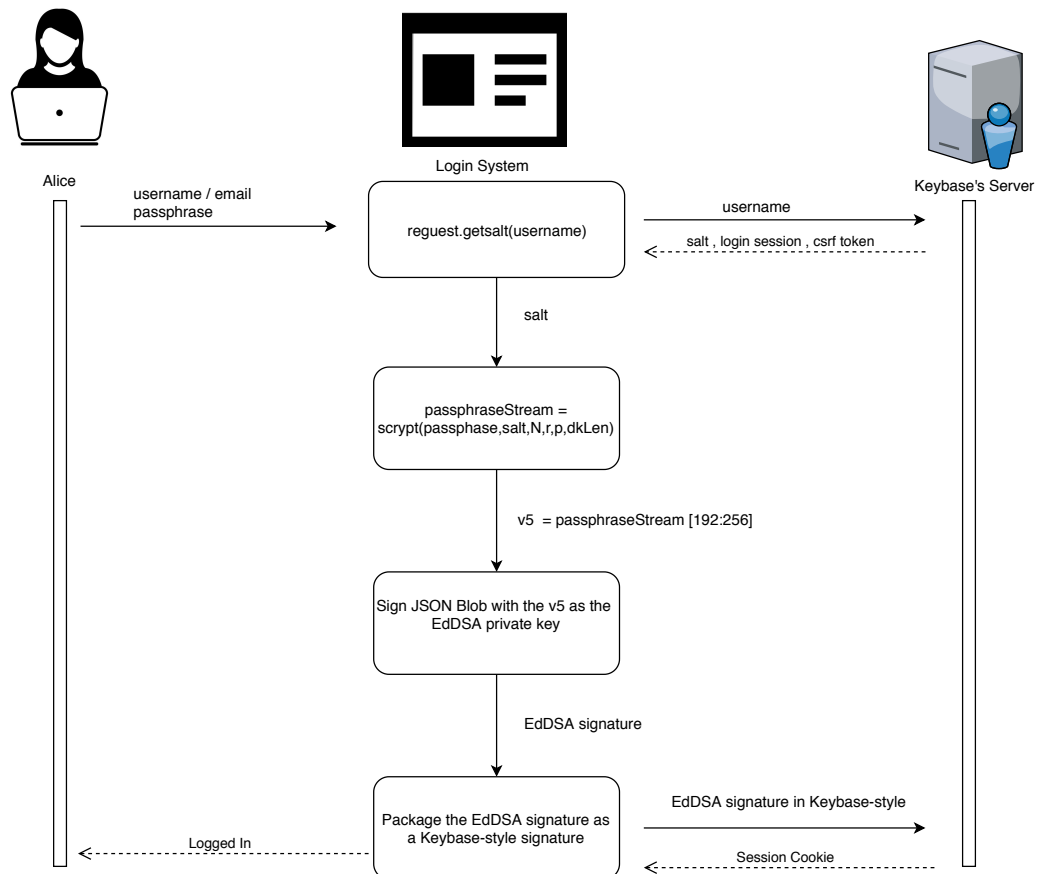 Login System
Alice
Keybase's Server
username / email
passphrase
reguest.getsalt(username)
username
salt , login session , csrf token
salt
passphraseStream =
scrypt(passphase,salt,N,r,p,dkLen)
v5  = passphraseStream [192:256]
Sign JSON Blob with the v5 as the
EdDSA private key
EdDSA signature
Package the EdDSA signature as
a Keybase-style signature
EdDSA signature in Keybase-style
Logged In
Session Cookie